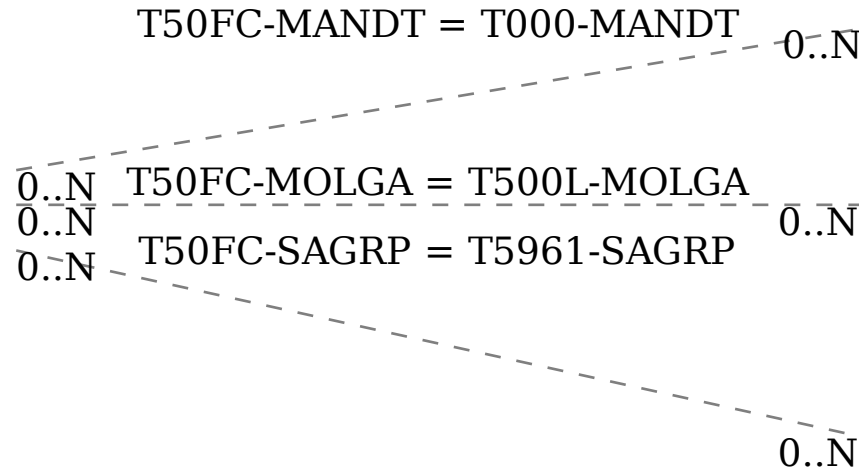 T50FC-MANDT = T000-MANDT
0..N
0..N
T50FC-MOLGA = T500L-MOLGA
0..N
0..N
T50FC-SAGRP = T5961-SAGRP
0..N
0..N